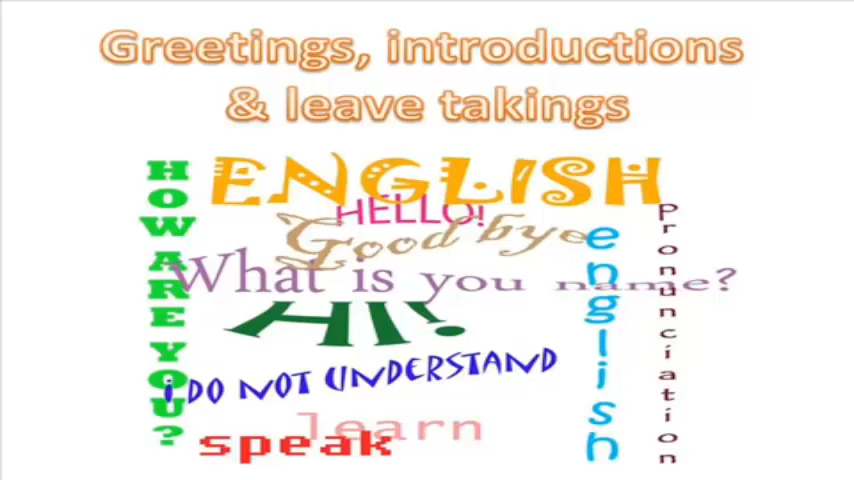 Greetings, introductions
& leave takings
ENGLISH
HELLO!
Good bye
What is you name?
HI!
i DO NOT UNDERSTAND
learn
speak
HOW ARE YOU?
english
Pronunciation